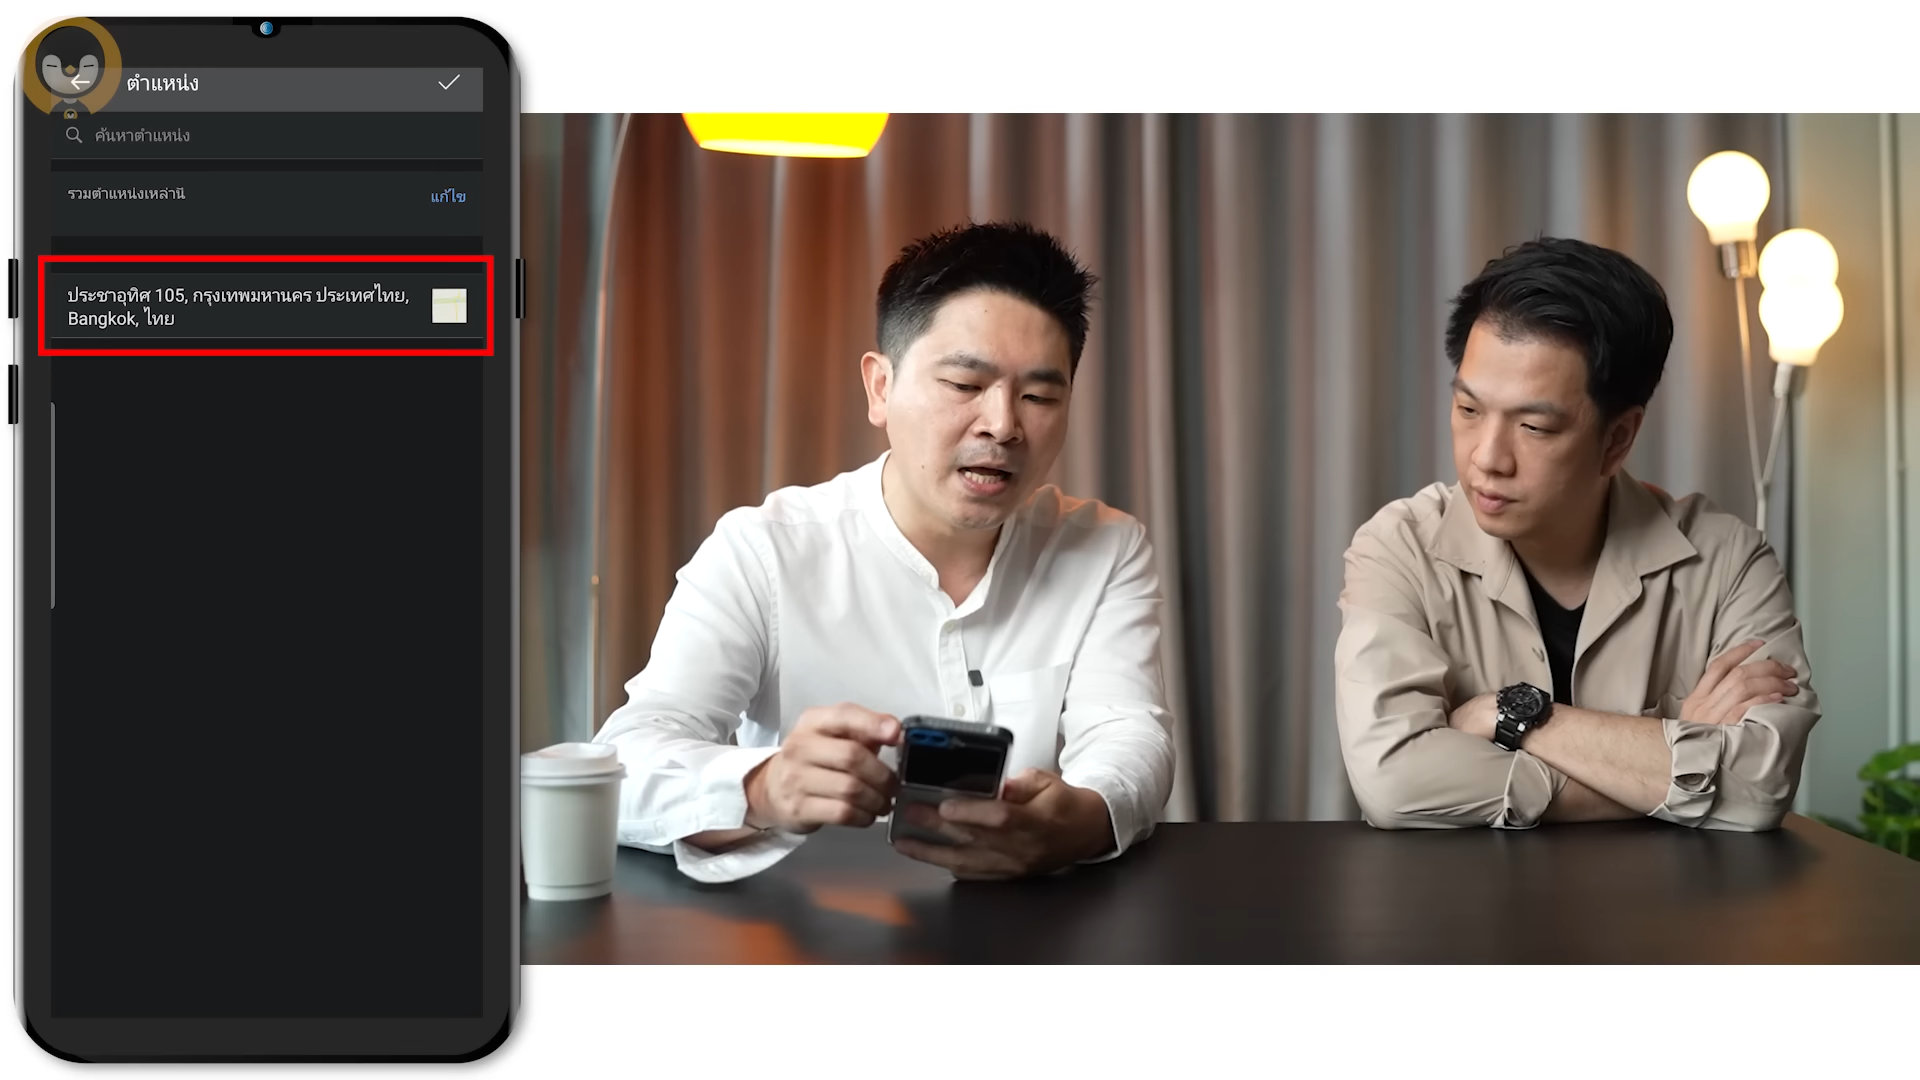 ตำแหน่ง
ค้นหาตำแหน่ง
รวมตำแหน่งเหล่านี้
แก้ไข
ประชาอุทิศ 105, กรุงเทพมหานคร ประเทศไทย,
Bangkok, ไทย